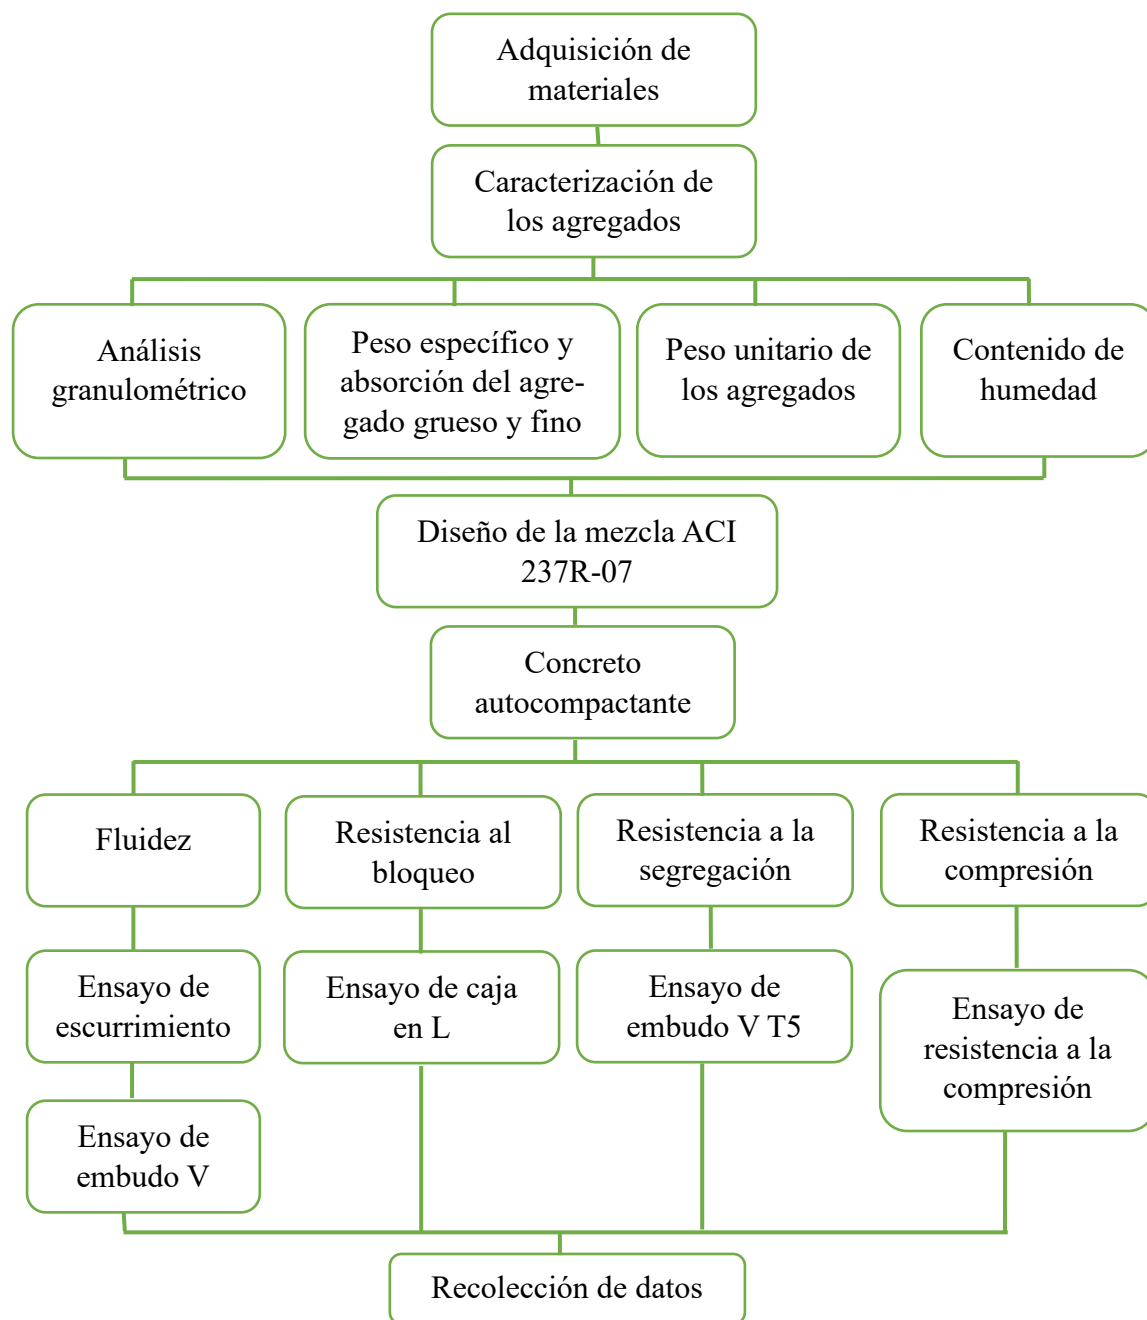 Adquisición de
materiales
Caracterización de
los agregados
Análisis
granulométrico
Peso específico y
absorción del agre-
gado grueso y fino
Peso unitario de
los agregados
Contenido de
humedad
Diseño de la mezcla ACI
237R-07
Concreto
autocompactante
Fluidez
Resistencia al
bloqueo
Resistencia a la
segregación
Resistencia a la
compresión
Ensayo de
escurrimiento
Ensayo de caja
en L
Ensayo de
embudo V T5
Ensayo de
resistencia a la
compresión
Ensayo de
embudo V
Recolección de datos